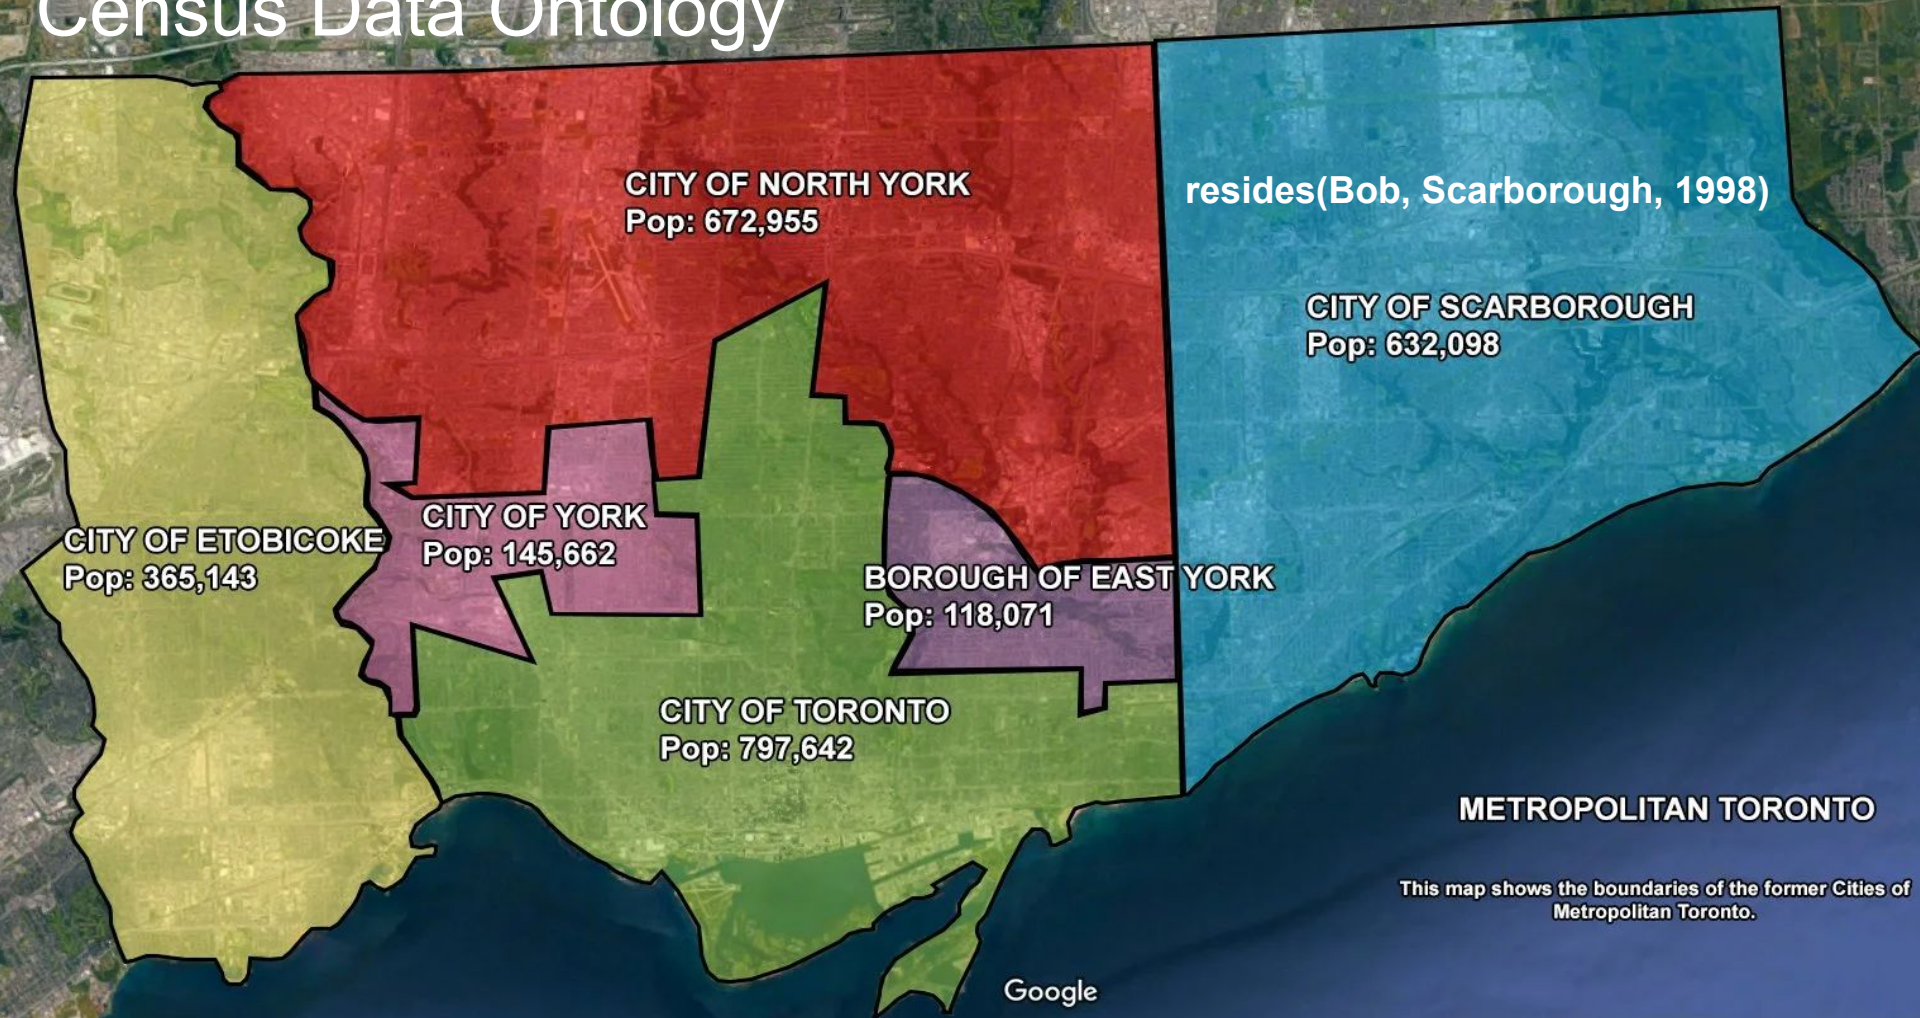 Census Data Ontology
CITY OF NORTH YORK
Pop: 672,955
resides(Bob, Scarborough, 1998)
CITY OF SCARBOROUGH
Pop: 632,098
CITY OF ETOBICOKE
Pop: 365,143
CITY OF YORK
Pop: 145,662
BOROUGH OF EAST YORK
Pop: 118,071
CITY OF TORONTO
Pop: 797,642
METROPOLITAN TORONTO
This map shows the boundaries of the former Cities of
Metropolitan Toronto.
Google